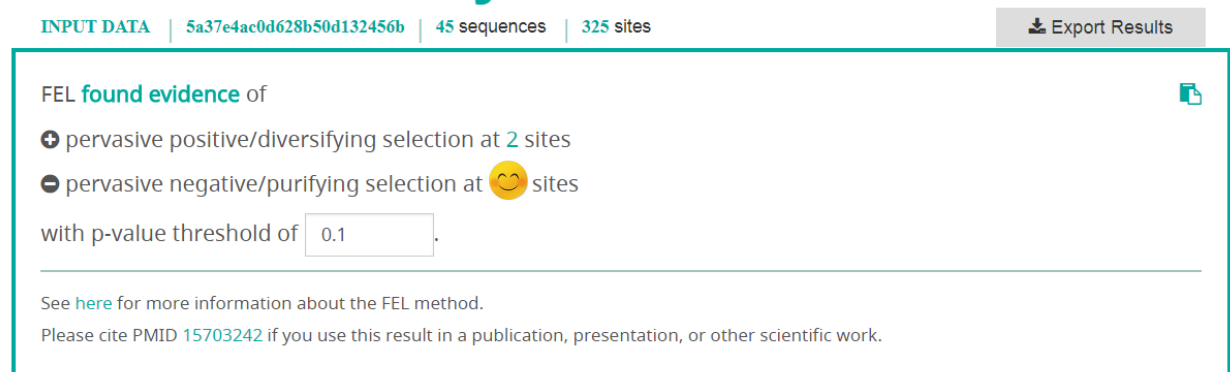 INPUT DATA | 5a37e4ac0d628b50d132456b | 45 sequences | 325 sites
Export Results
FEL found evidence of
pervasive positive/diversifying selection at 2 sites
pervasive negative/purifying selection at 😊 sites
with p-value threshold of 0.1 .
See here for more information about the FEL method.
Please cite PMID 15703242 if you use this result in a publication, presentation, or other scientific work.